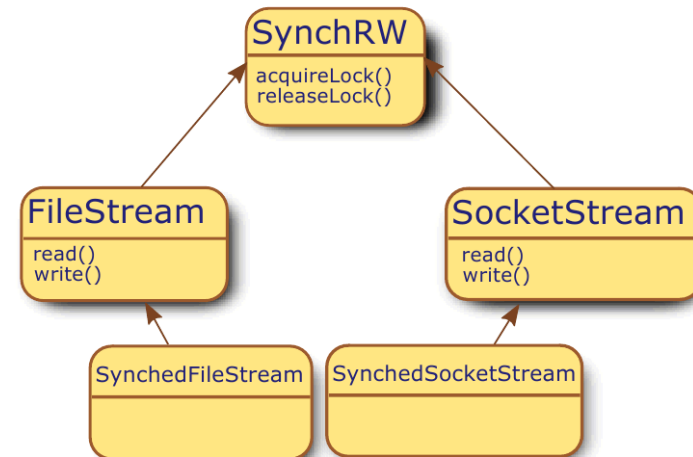 SynchRW
acquireLock()
releaseLock()
FileStream
read()
write()
SocketStream
read()
write()
SynchedFileStream
SynchedSocketStream